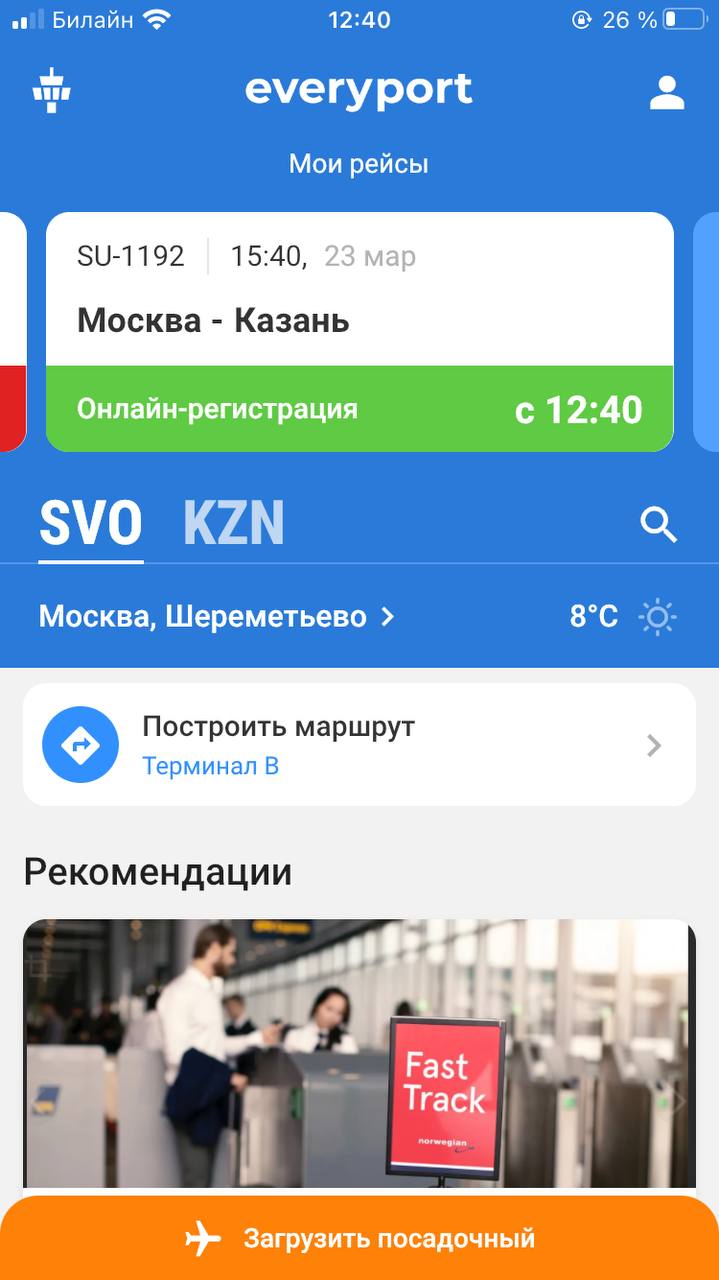 Билайн 12:40 26 %
everyport
Мои рейсы
SU-1192 15:40, 23 мар
Москва - Казань
Онлайн-регистрация с 12:40
SVO KZN
Москва, Шереметьево 8°C
Построить маршрут
Терминал B
Рекомендации
Fast
Track
norwegian
Загрузить посадочный